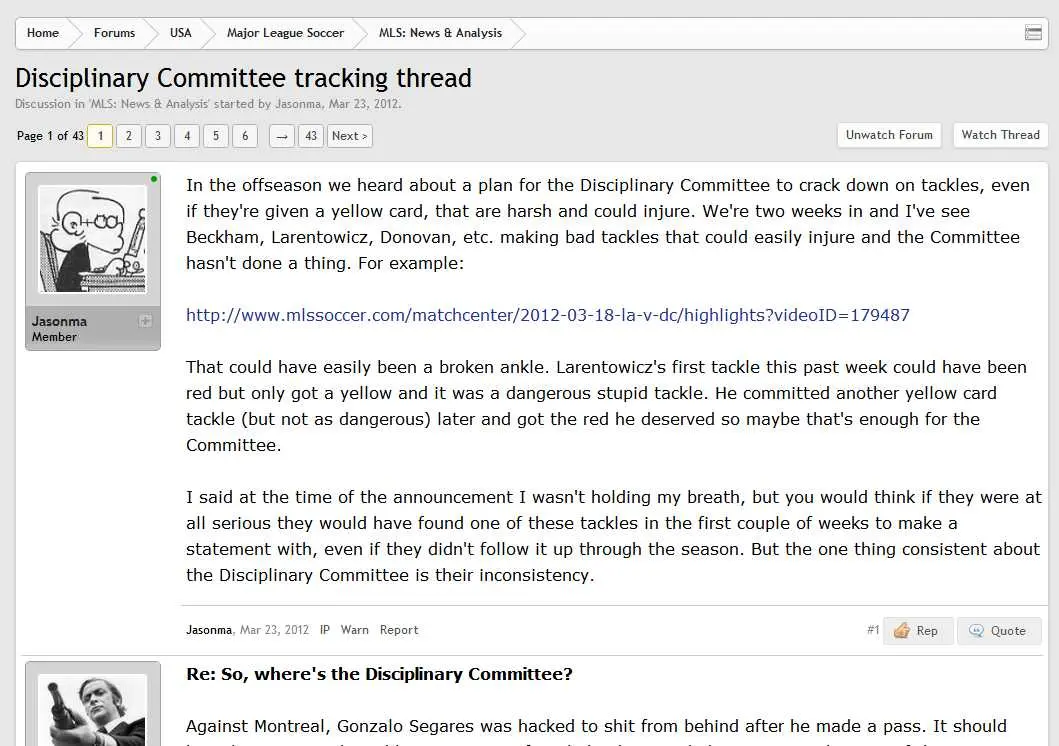 Home Forums USA Major League Soccer MLS: News & Analysis
Disciplinary Committee tracking thread
Discussion in 'MLS: News & Analysis' started by Jasonma, Mar 23, 2012.
Page 1 of 43 1 2 3 4 5 6 → 43 Next > Unwatch Forum Watch Thread
Jasonma
Member
In the offseason we heard about a plan for the Disciplinary Committee to crack down on tackles, even
if they're given a yellow card, that are harsh and could injure. We're two weeks in and I've see
Beckham, Larentowicz, Donovan, etc. making bad tackles that could easily injure and the Committee
hasn't done a thing. For example:
http://www.mlssoccer.com/matchcenter/2012-03-18-la-v-dc/highlights?videoID=179487
That could have easily been a broken ankle. Larentowicz's first tackle this past week could have been
red but only got a yellow and it was a dangerous stupid tackle. He committed another yellow card
tackle (but not as dangerous) later and got the red he deserved so maybe that's enough for the
Committee.
I said at the time of the announcement I wasn't holding my breath, but you would think if they were at
all serious they would have found one of these tackles in the first couple of weeks to make a
statement with, even if they didn't follow it up through the season. But the one thing consistent about
the Disciplinary Committee is their inconsistency.
Jasonma, Mar 23, 2012 IP Warn Report #1 Rep Quote
Re: So, where's the Disciplinary Committee?
Against Montreal, Gonzalo Segares was hacked to shit from behind after he made a pass. It should